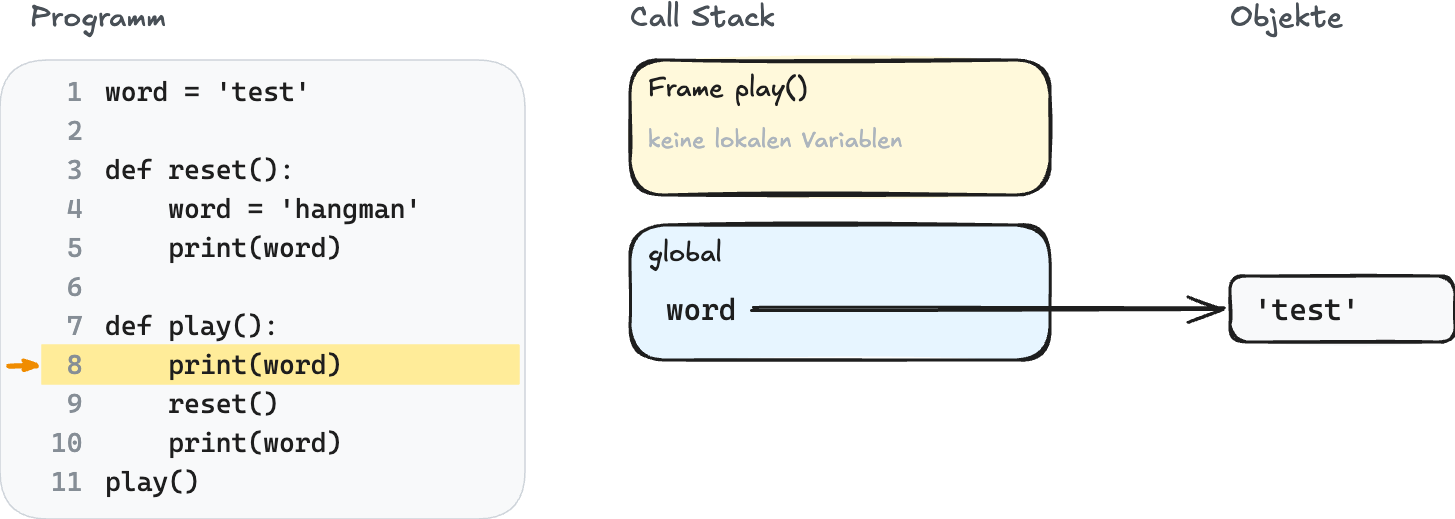 Programm
1 word = 'test'
2
3 def reset():
4     word = 'hangman'
5     print(word)
6
7 def play():
8     print(word)
9     reset()
10     print(word)
11 play()
Call Stack
Frame play()
keine lokalen Variablen
global
word
Objekte
'test'